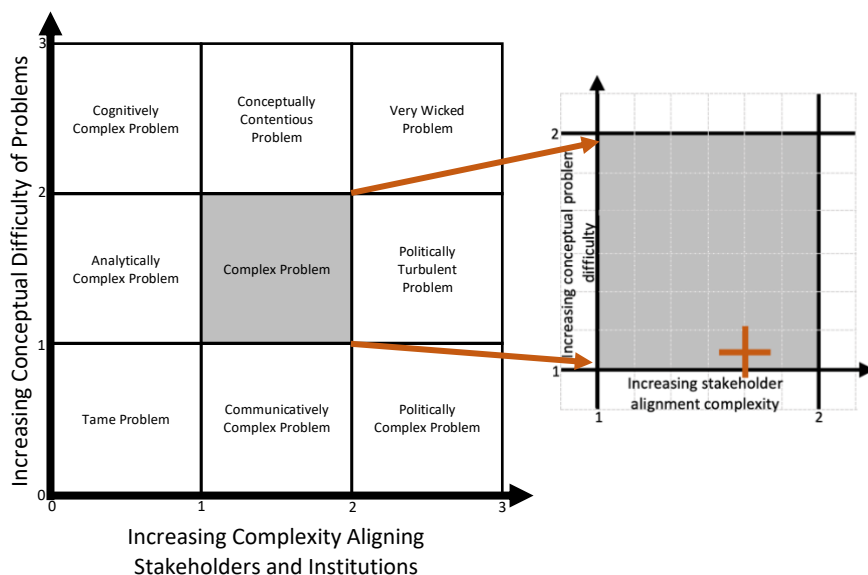 Increasing Conceptual Difficulty of Problems
3
Cognitively
Complex Problem
Conceptually
Contentious
Problem
Very Wicked
Problem
2
Analytically
Complex Problem
Complex Problem
Politically
Turbulent
Problem
1
Tame Problem
Communicatively
Complex Problem
Politically
Complex Problem
0
0
1
2
3
Increasing Complexity Aligning
Stakeholders and Institutions
2
Increasing conceptual problem
difficulty
1
Increasing stakeholder
alignment complexity
1
2